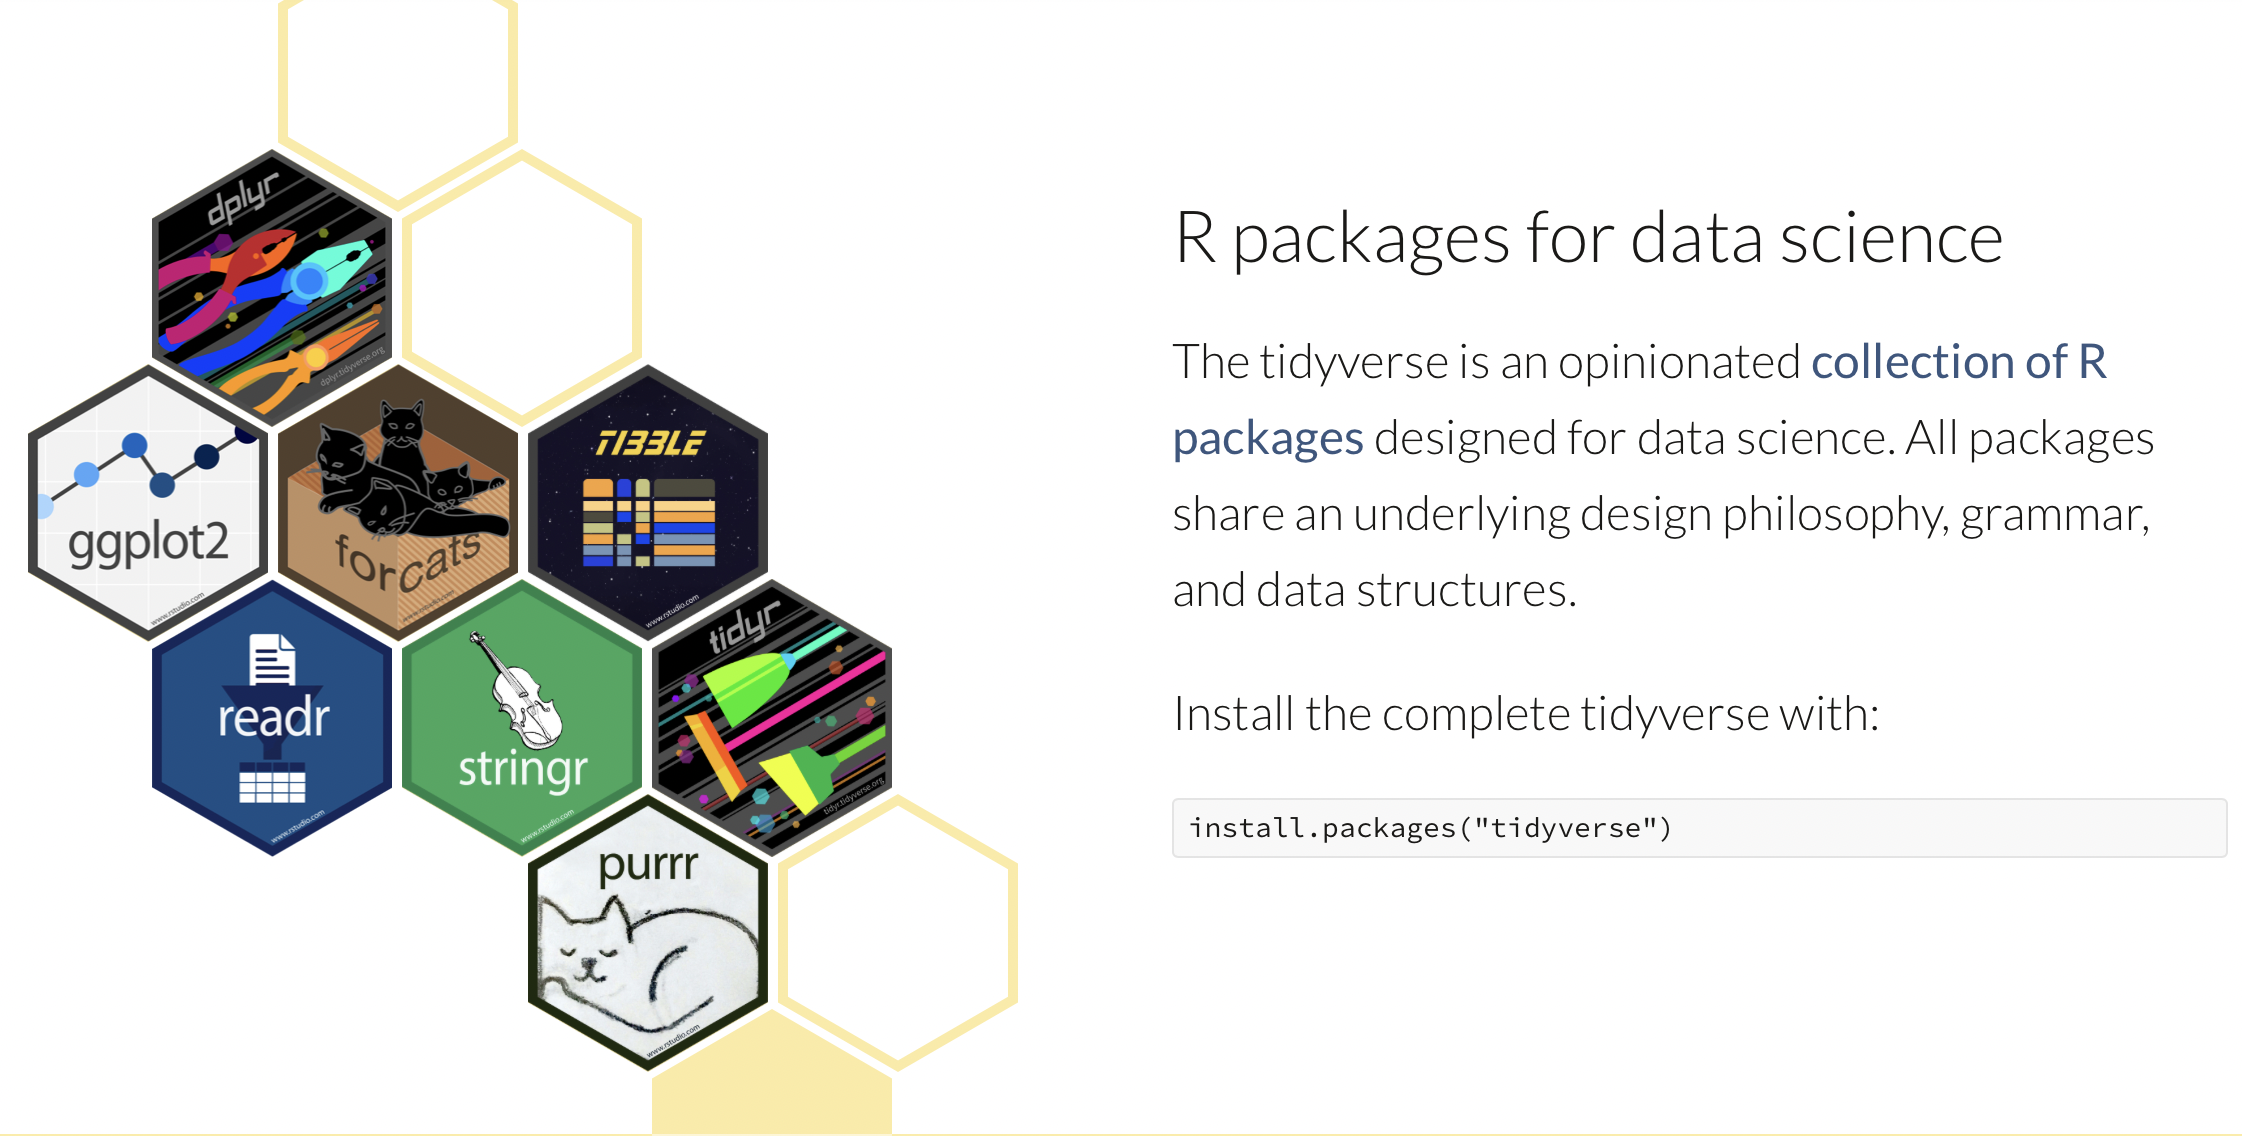 dplyr
dplyr.tidyverse.org
ggplot2
www.rstudio.com
forcats
TIBBLE
www.rstudio.com
readr
www.rstudio.com
stringr
www.rstudio.com
tidyr
tidyr.tidyverse.org
purrr
www.rstudio.com
R packages for data science
The tidyverse is an opinionated collection of R
packages designed for data science. All packages
share an underlying design philosophy, grammar,
and data structures.
Install the complete tidyverse with:
install.packages("tidyverse")